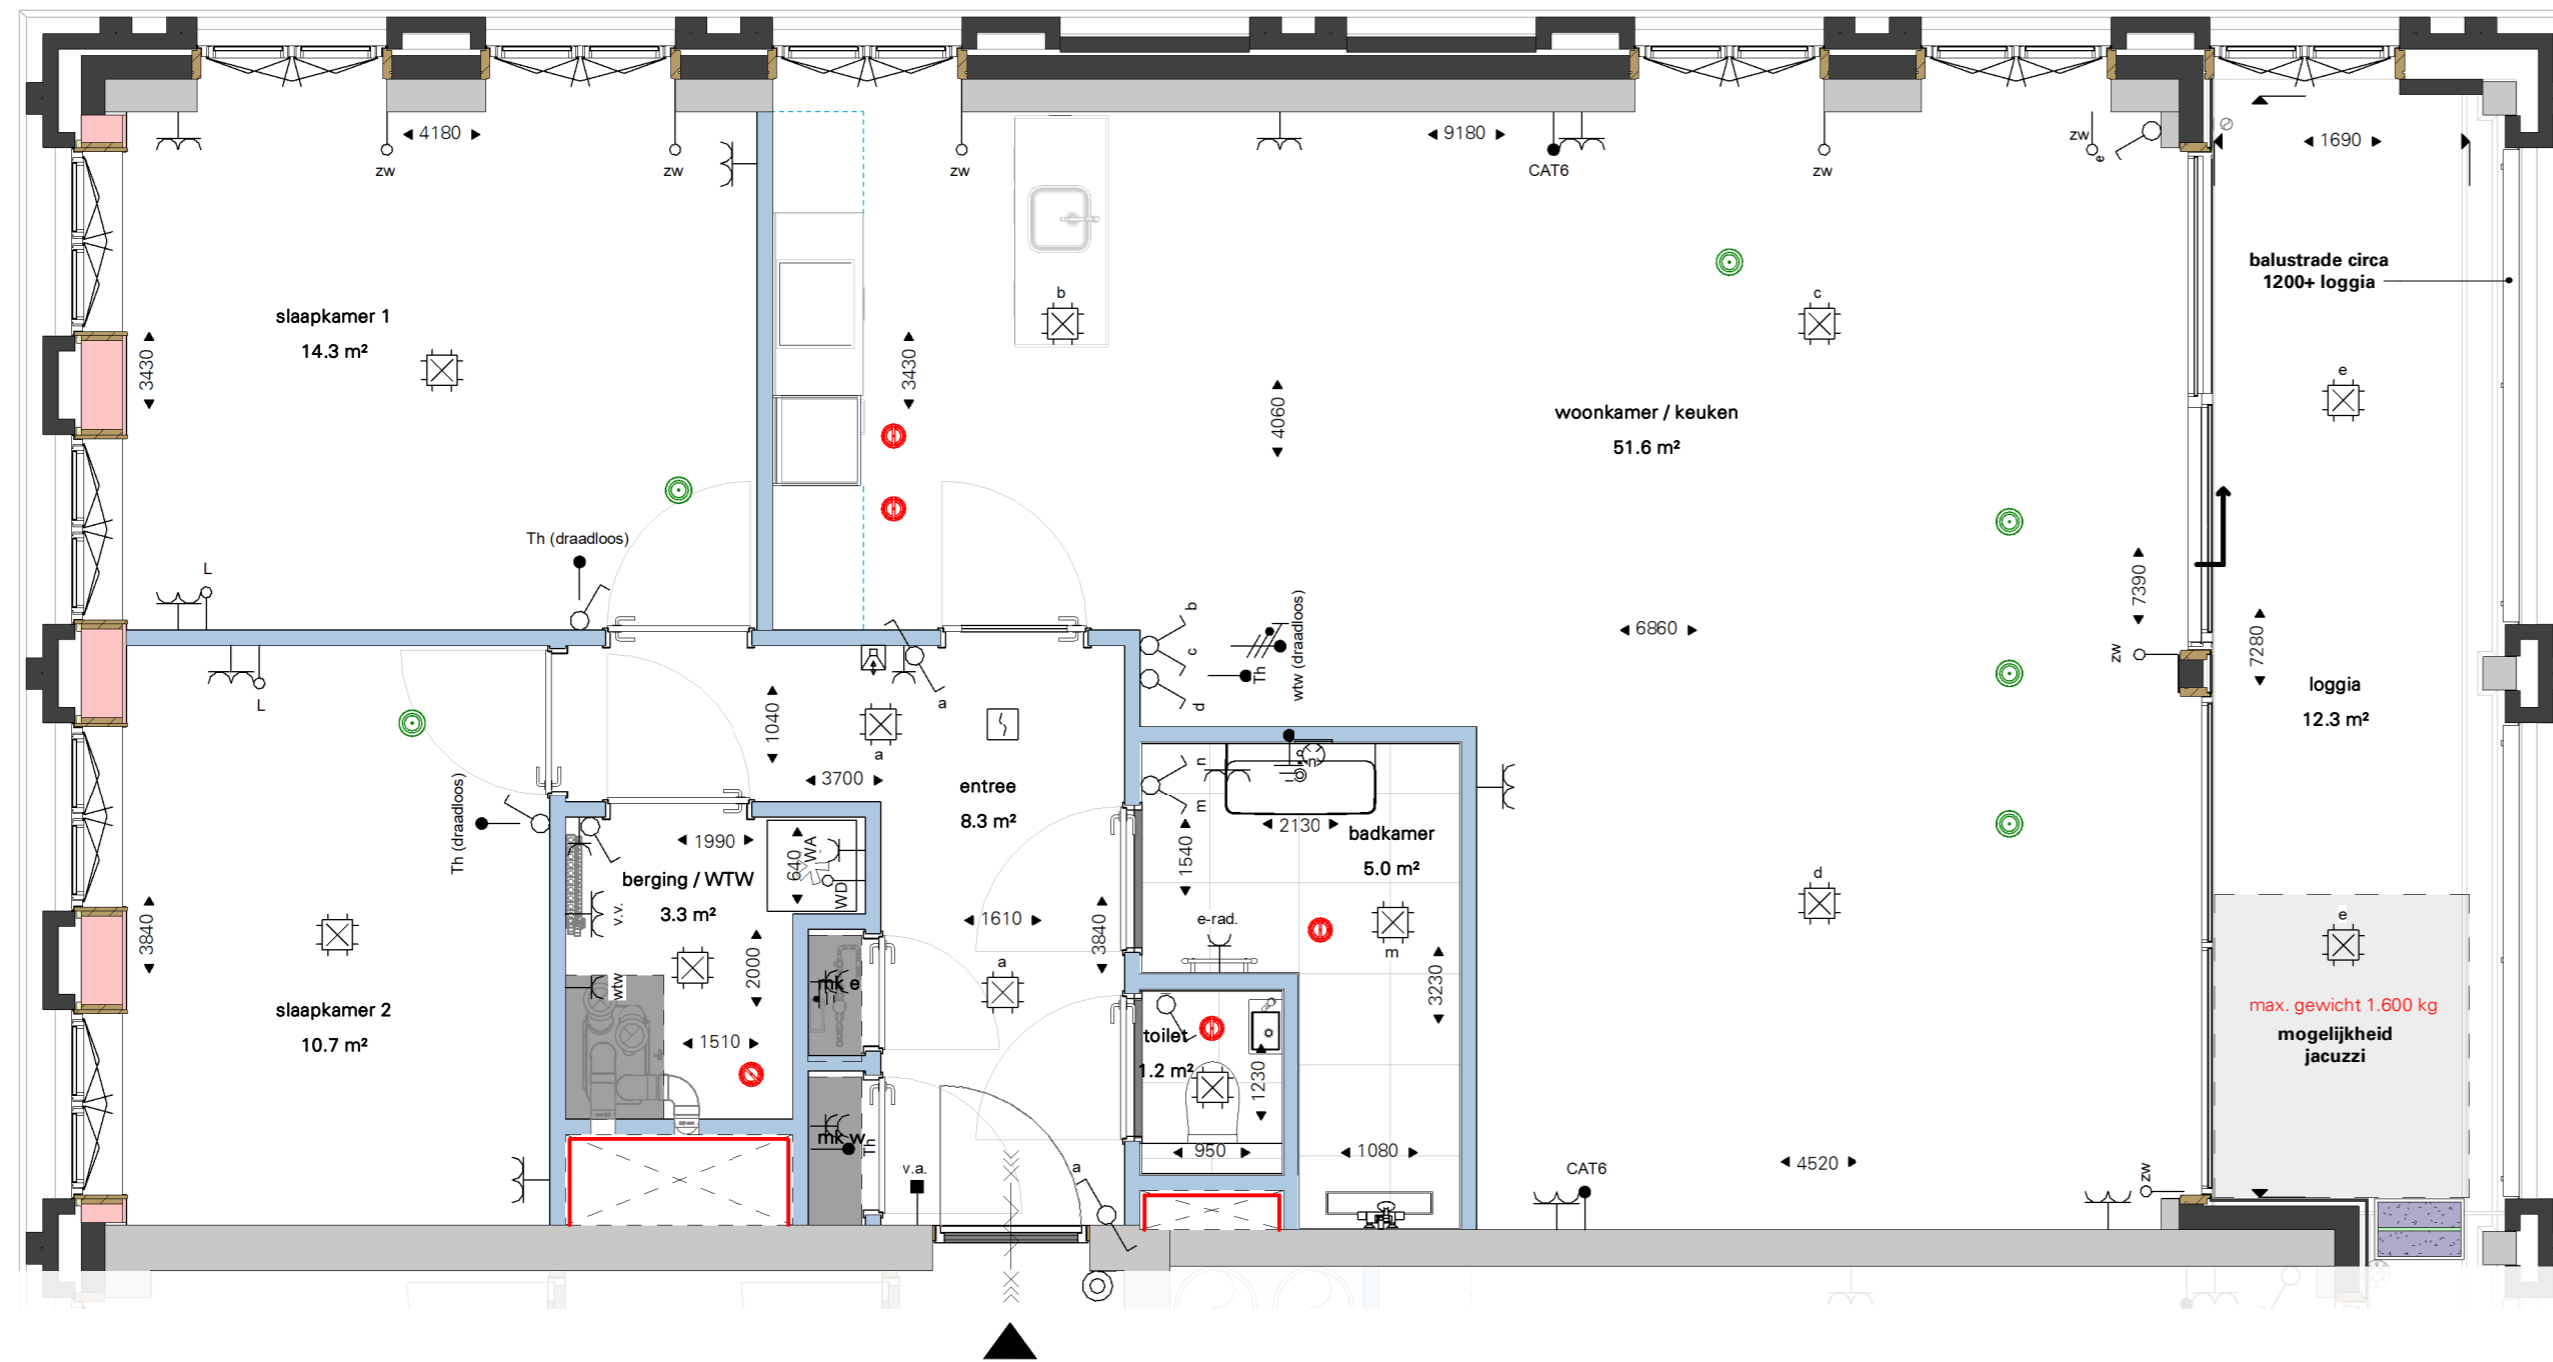 4180
9180
1690
zw
zw
zw
CAT6
zw
zw
e
balustrade circa
1200+ loggia
slaapkamer 1
14.3 m²
3430
3430
b
c
4060
woonkamer / keuken
51.6 m²
e
Th (draadloos)
L
L
b
c
d
Th
wtw (draadloos)
6860
7390
zw
7280
loggia
12.3 m²
a
1040
a
3700
entree
8.3 m²
Th (draadloos)
1990
640
WA
WD
berging / WTW
3.3 m²
v.v.
wtw
2000
1510
n
m
n
2130
1540
badkamer
5.0 m²
e-rad.
m
3230
1610
3840
3840
a
mk e
mk w
Th
slaapkamer 2
10.7 m²
toilet
1.2 m²
1230
950
1080
d
e
max. gewicht 1.600 kg
mogelijkheid
jacuzzi
v.a.
a
CAT6
4520
zw